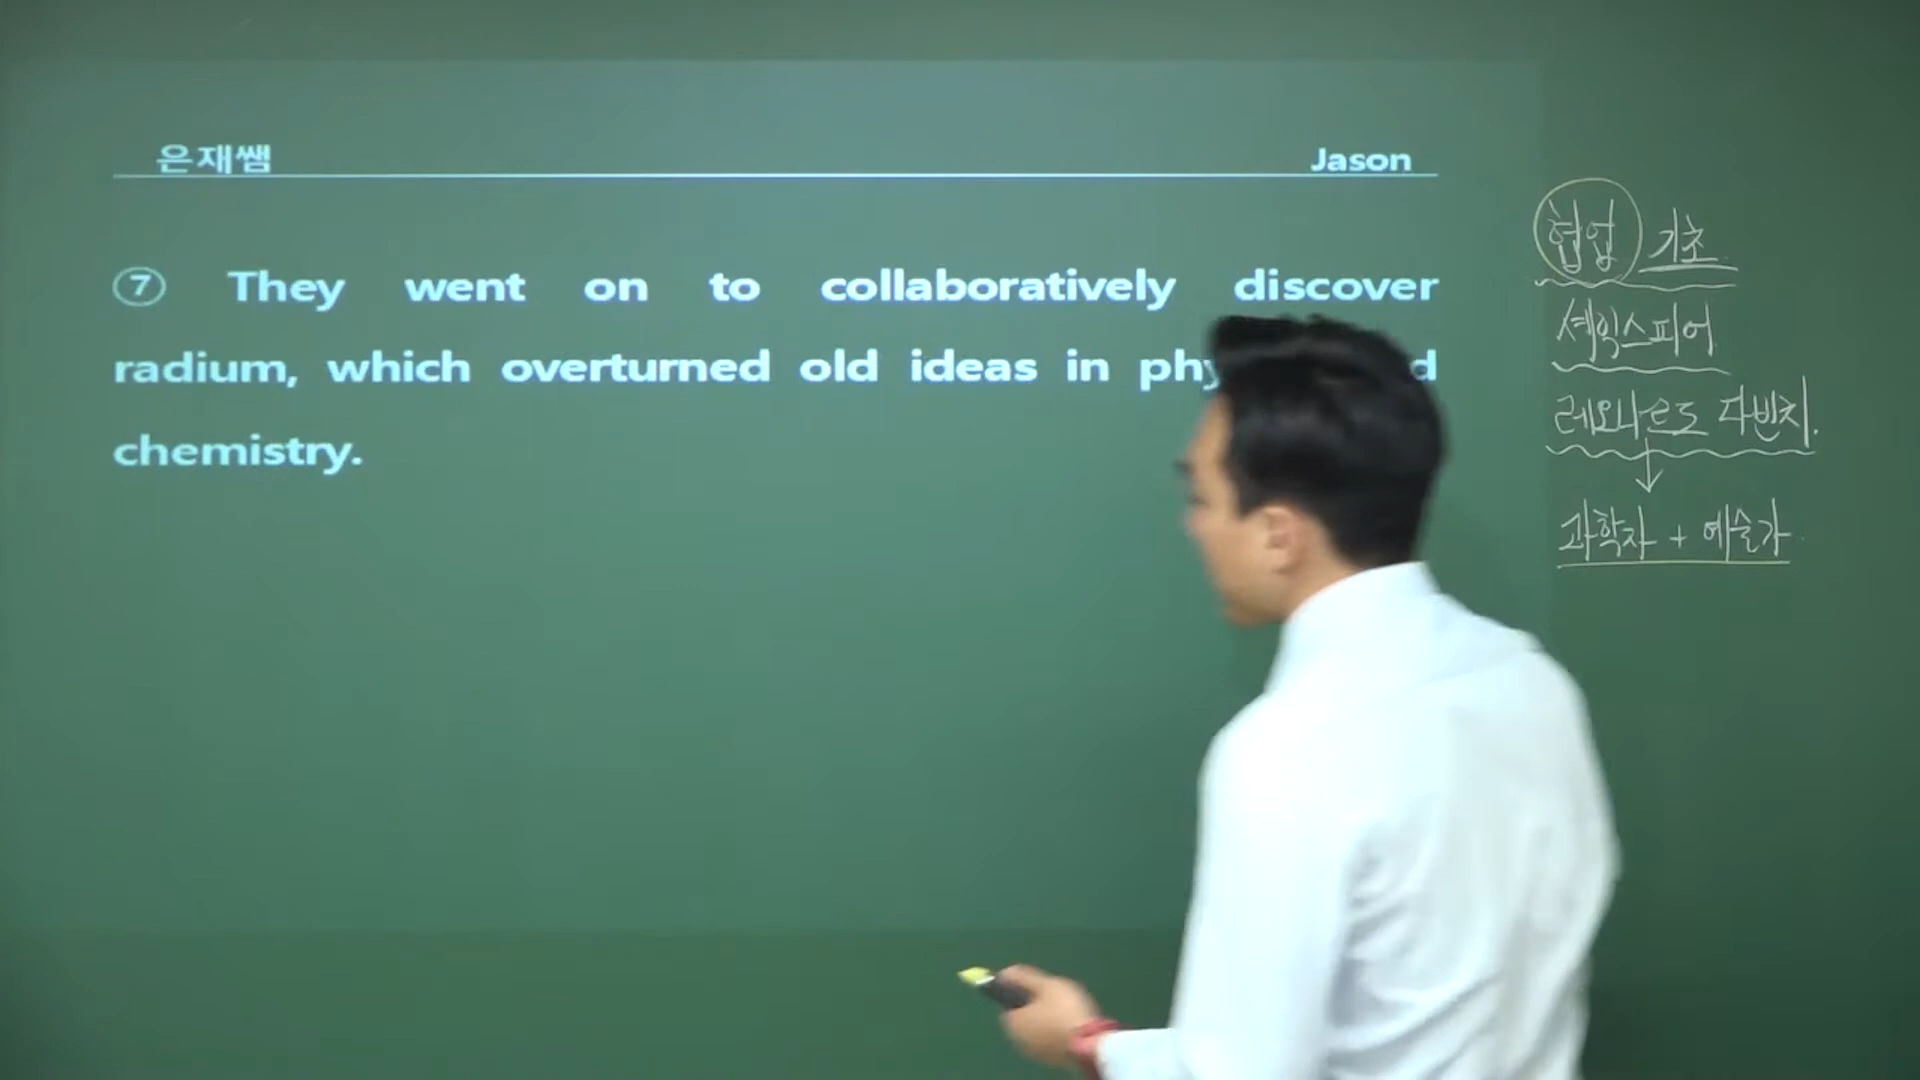 은재쌤 Jason
⑦ They went on to collaboratively discover
radium, which overturned old ideas in
chemistry.
협업 기초
셰익스피어
레오나르도 다빈치.
과학자 + 예술가